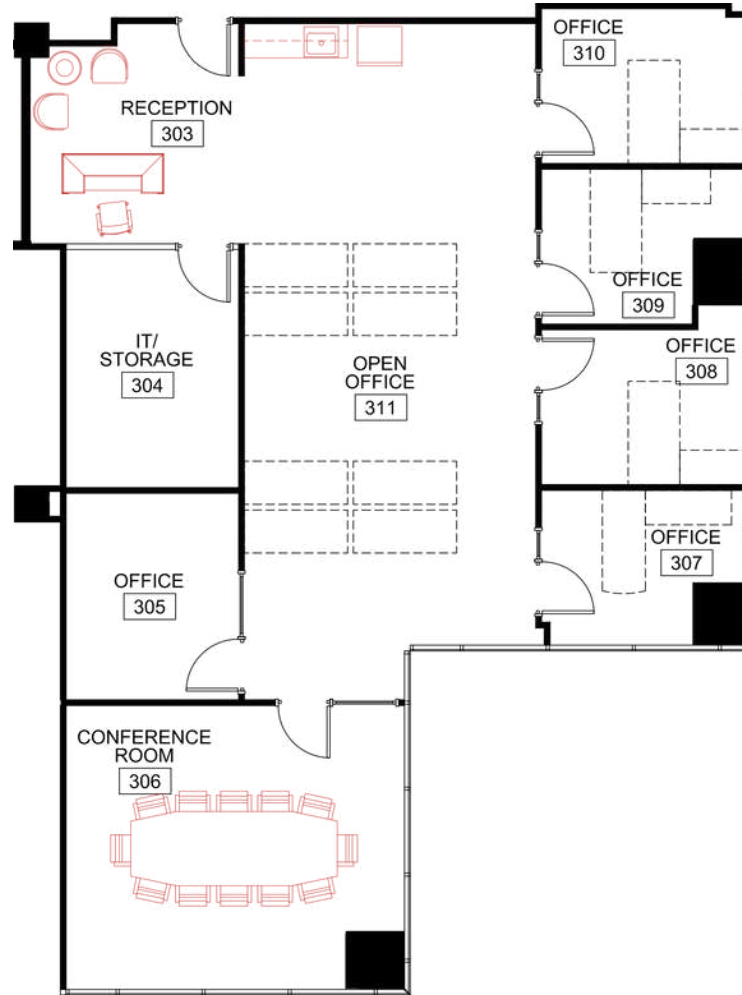 OFFICE
310
RECEPTION
303
OFFICE
309
IT/
STORAGE
304
OPEN
OFFICE
311
OFFICE
308
OFFICE
307
OFFICE
305
CONFERENCE
ROOM
306